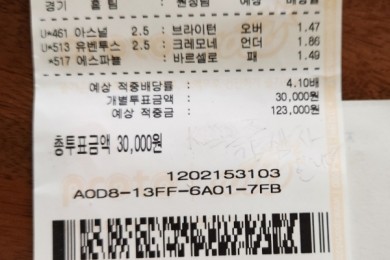 경기 홈팀 원정팀 예상 배당률
U*461 아스널 2.5 : 브라이턴 오버 1.47
U*513 유벤투스 2.5 : 크레모네 언더 1.86
*517 에스파뇰 : 바르셀로 패 1.49
예상 적중배당률 : 4.10배
개별투표금액 : 30,000원
예상 적중금 : 123,000원
총투표금액 30,000원
1202153103
AOD8-13FF-6A01-7FB